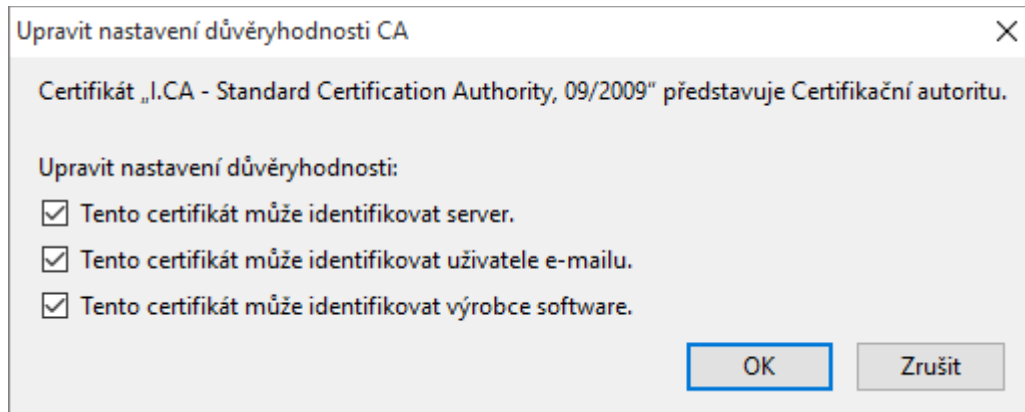 Upravit nastavení důvěryhodnosti CA
Certifikát „I.CA - Standard Certification Authority, 09/2009“ představuje Certifikační autoritu.
Upravit nastavení důvěryhodnosti:
Tento certifikát může identifikovat server.
Tento certifikát může identifikovat uživatele e-mailu.
Tento certifikát může identifikovat výrobce software.
OK Zrušit